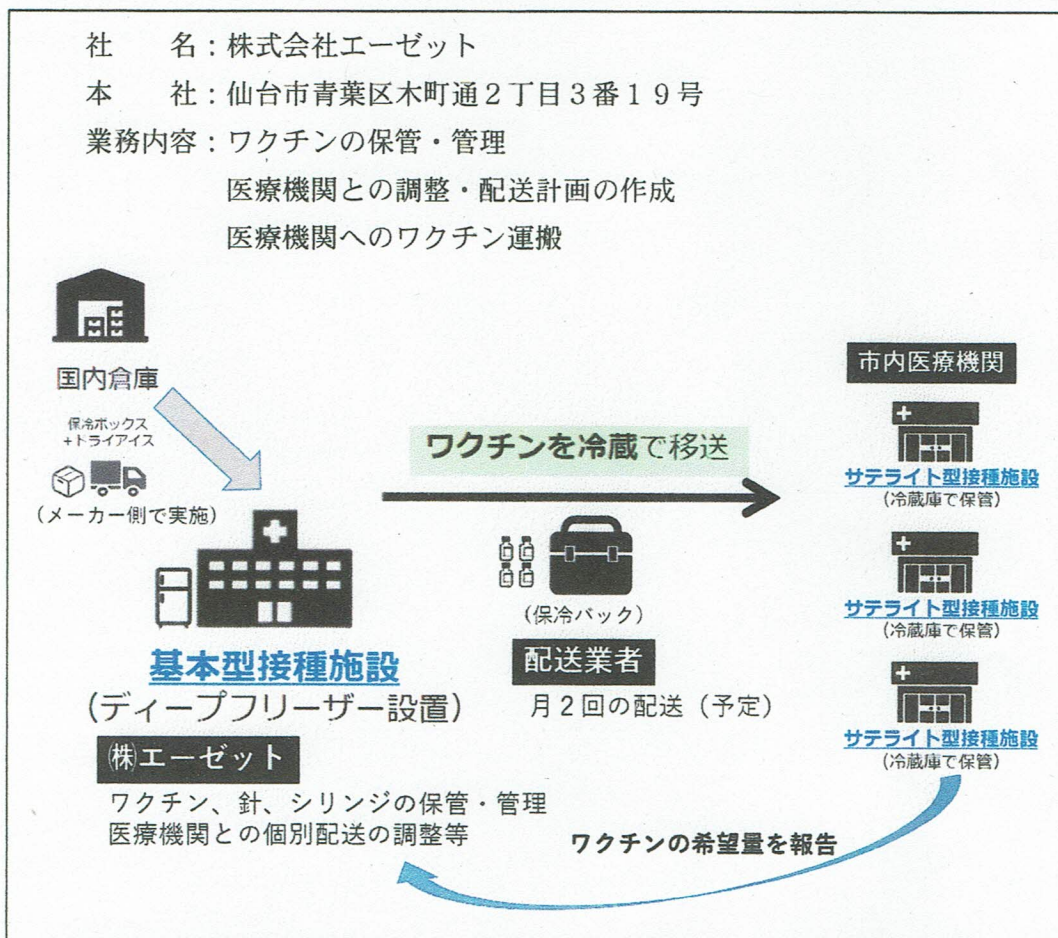 社　　名：株式会社エーゼット
本　　社：仙台市青葉区木町通２丁目３番１９号
業務内容：ワクチンの保管・管理
医療機関との調整・配送計画の作成
医療機関へのワクチン運搬
国内倉庫
保冷ボックス
＋ドライアイス
(メーカー側で実施)
基本型接種施設
(ディープフリーザー設置)
㈱エーゼット
ワクチン、針、シリンジの保管・管理
医療機関との個別配送の調整等
ワクチンを冷蔵で移送
(保冷バック)
配送業者
月２回の配送（予定）
市内医療機関
サテライト型接種施設
(冷蔵庫で保管)
サテライト型接種施設
(冷蔵庫で保管)
サテライト型接種施設
(冷蔵庫で保管)
ワクチンの希望量を報告